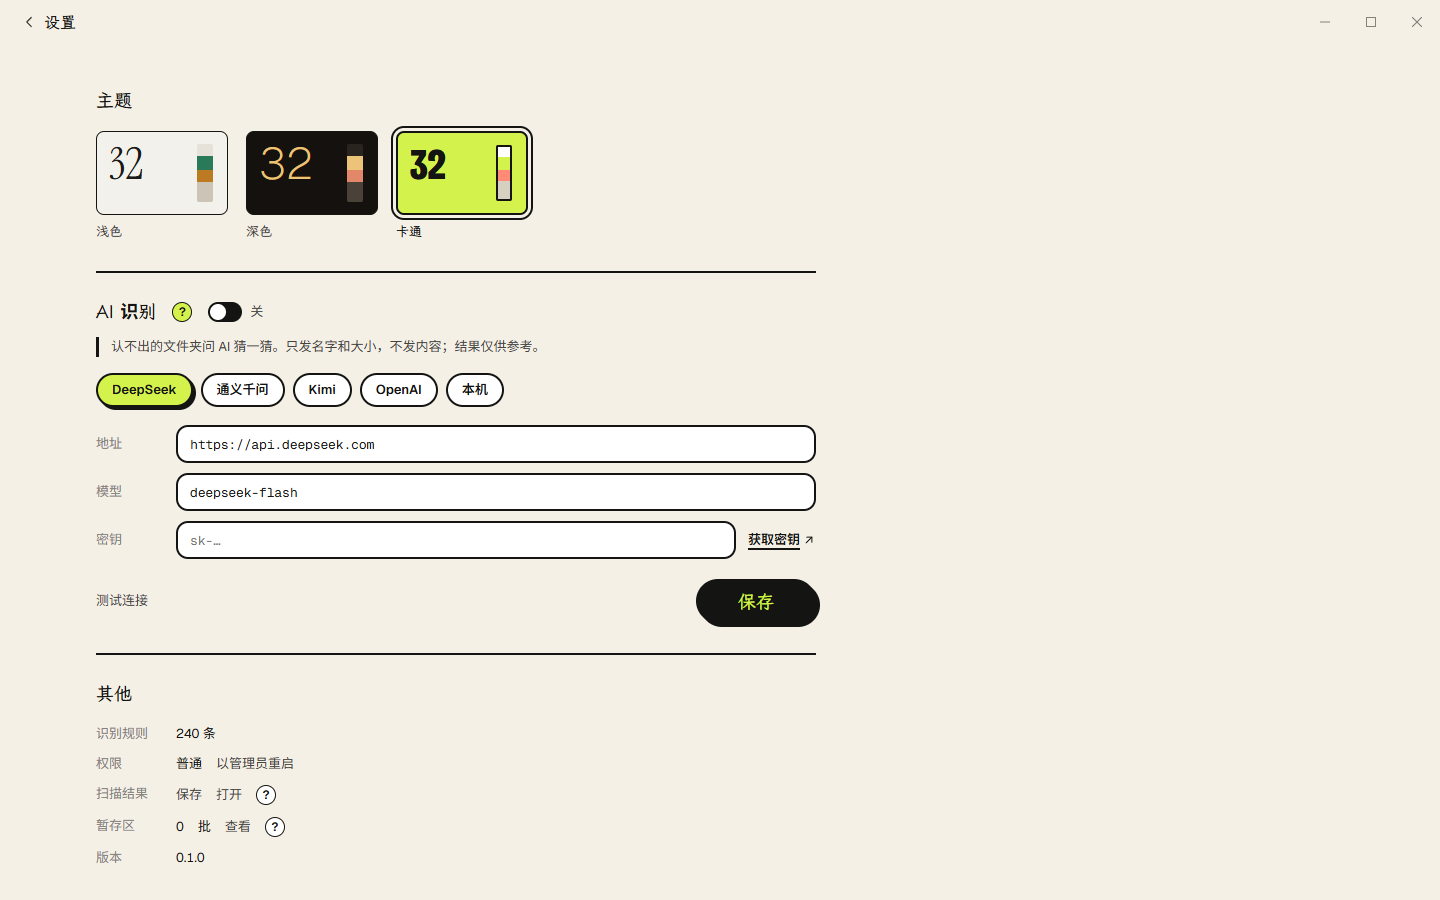 设置
主题
32 32 32
浅色 深色 卡通
AI 识别 ? 关
认不出的文件夹问 AI 猜一猜。只发名字和大小，不发内容；结果仅供参考。
DeepSeek 通义千问 Kimi OpenAI 本机
地址 https://api.deepseek.com
模型 deepseek-flash
密钥 sk-… 获取密钥
测试连接 保存
其他
识别规则 240 条
权限 普通 以管理员重启
扫描结果 保存 打开 ?
暂存区 0 批 查看 ?
版本 0.1.0